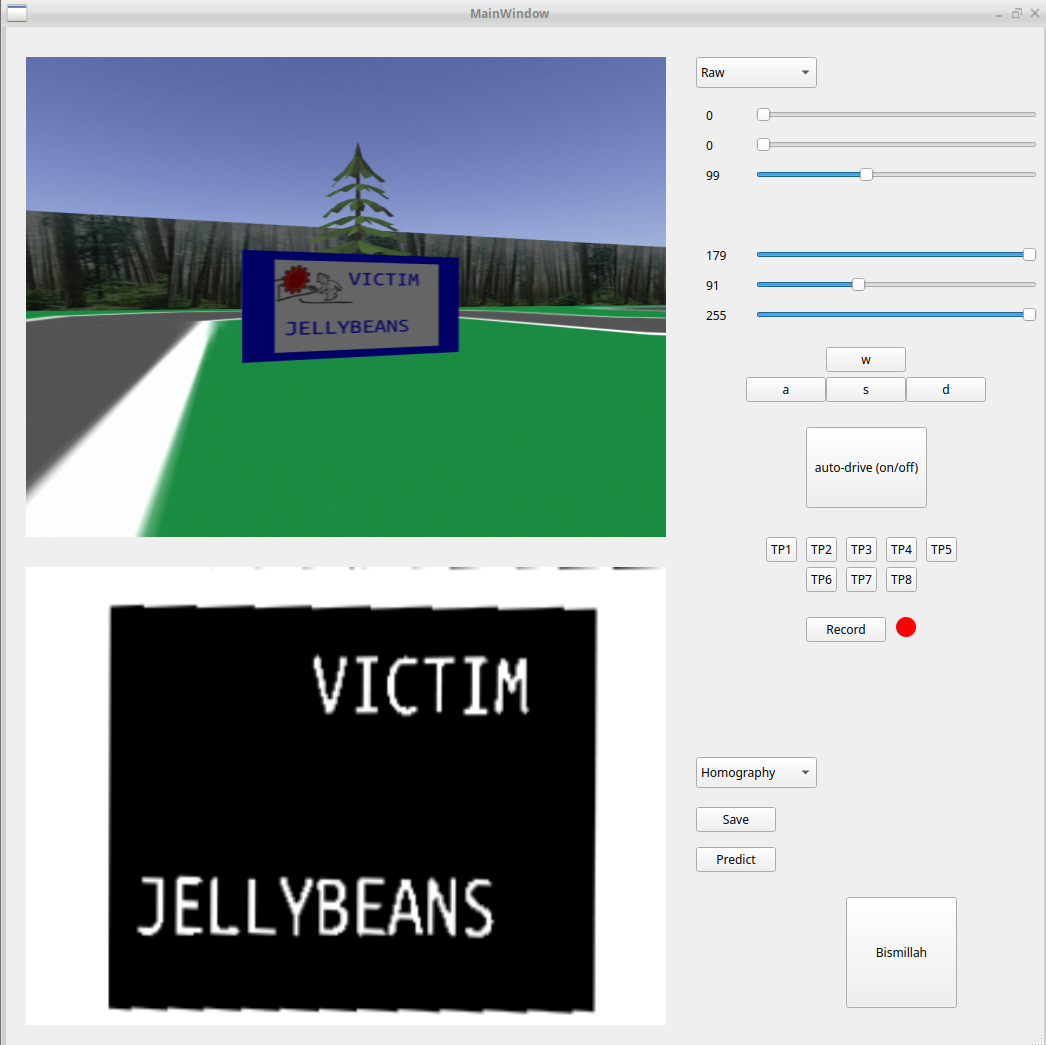 MainWindow
Raw
0
0
99
179
91
255
w
a s d
auto-drive (on/off)
TP1 TP2 TP3 TP4 TP5
TP6 TP7 TP8
Record
VICTIM
JELLYBEANS
VICTIM
JELLYBEANS
Homography
Save
Predict
Bismillah